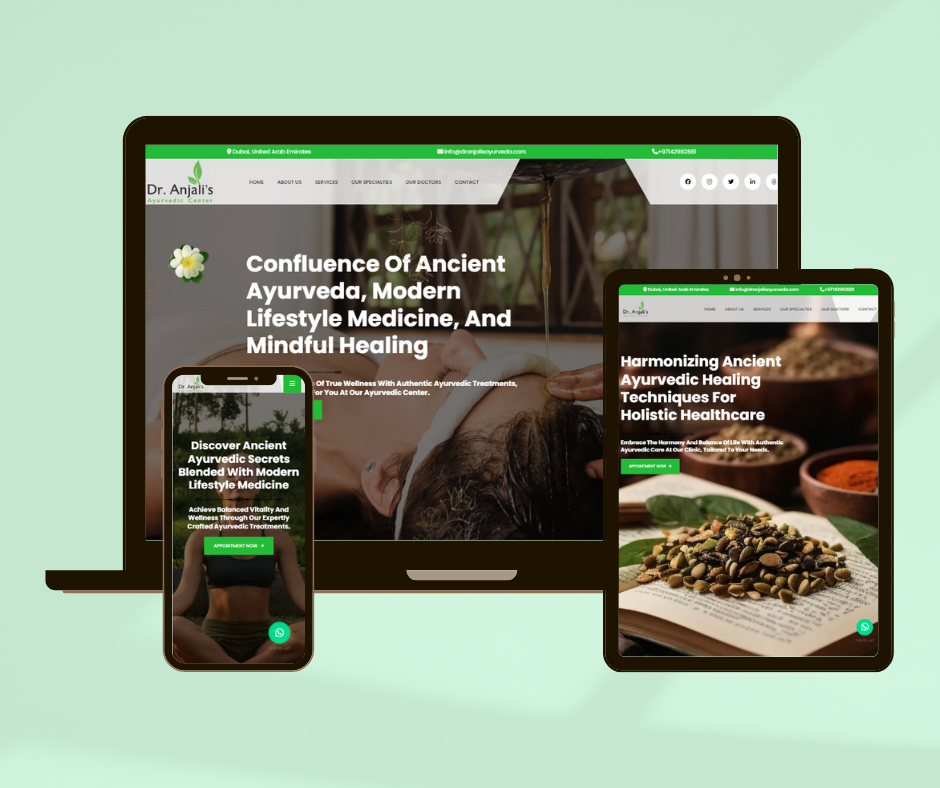 Dubai, United Arab Emirates
info@dranjalisayurveda.com
+97142992881
Dr. Anjali's
Ayurvedic Center
HOME ABOUT US SERVICES OUR SPECIALTIES OUR DOCTORS CONTACT
Confluence Of Ancient
Ayurveda, Modern
Lifestyle Medicine, And
Mindful Healing
Of True Wellness With Authentic Ayurvedic Treatments,
For You At Our Ayurvedic Center.
Dr. Anjali's
Discover Ancient
Ayurvedic Secrets
Blended With Modern
Lifestyle Medicine
Achieve Balanced Vitality And
Wellness Through Our Expertly
Crafted Ayurvedic Treatments.
APPOINTMENT NOW →
Dubai, United Arab Emirates
info@dranjalisayurveda.com
+97142992881
Dr. Anjali's
HOME ABOUT US SERVICES OUR SPECIALTIES OUR DOCTORS CONTACT
Harmonizing Ancient
Ayurvedic Healing
Techniques For
Holistic Healthcare
Embrace The Harmony And Balance Of Life With Authentic
Ayurvedic Care At Our Clinic, Tailored To Your Needs.
APPOINTMENT NOW →